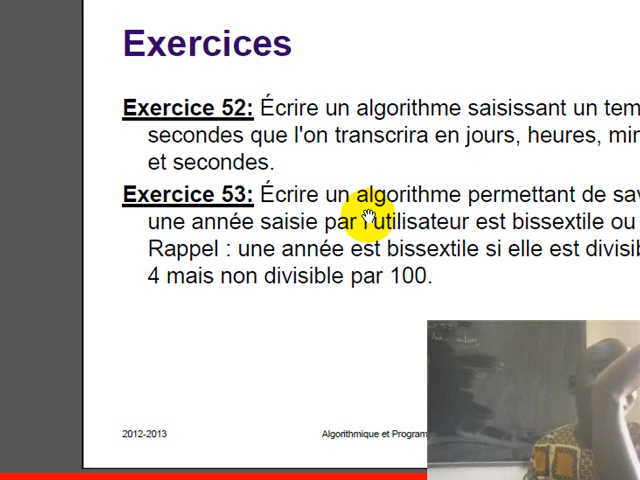 Exercices
Exercice 52: Écrire un algorithme saisissant un tem
secondes que l'on transcrira en jours, heures, min
et secondes.
Exercice 53: Écrire un algorithme permettant de sav
une année saisie par l'utilisateur est bissextile ou
Rappel : une année est bissextile si elle est divisib
4 mais non divisible par 100.
2012-2013
Algorithmique et Program